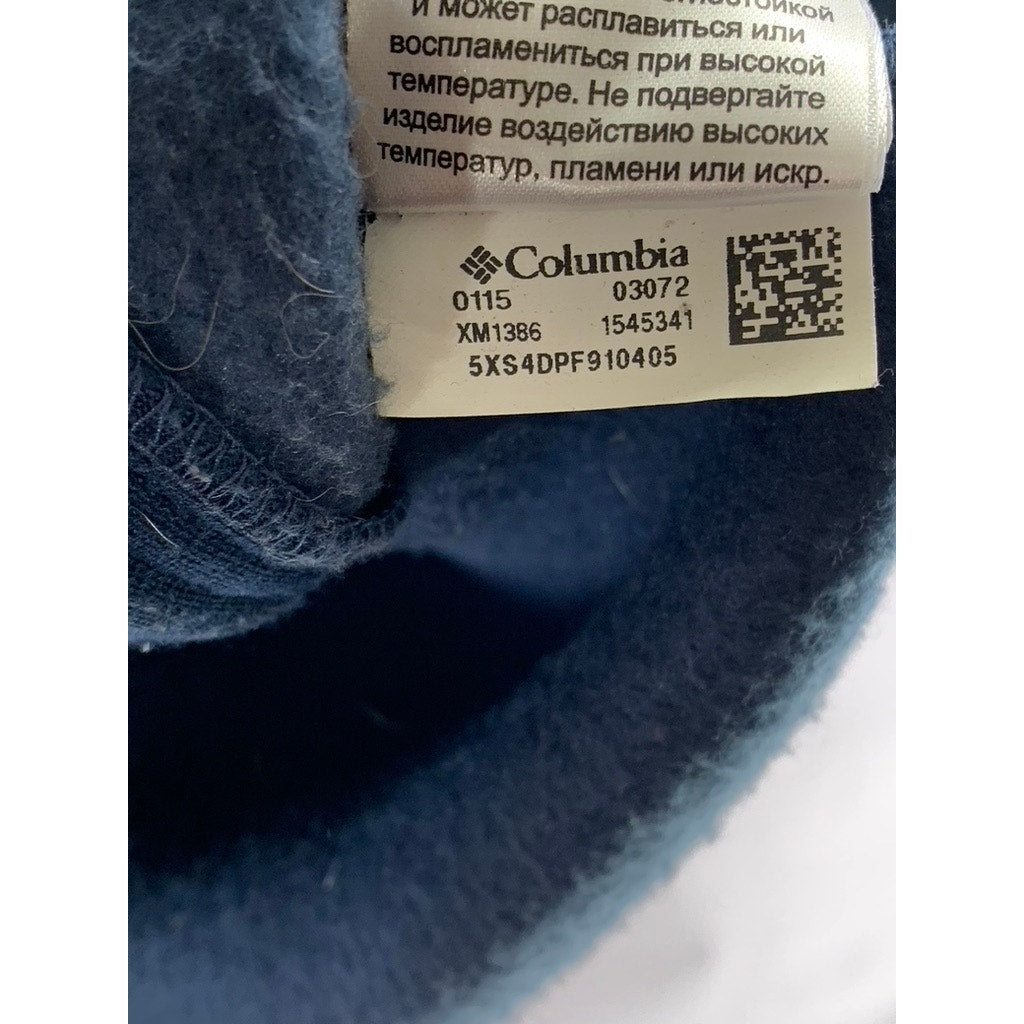 и может расплавиться или
воспламениться при высокой
температуре. Не подвергайте
изделие воздействию высоких
температур, пламени или искр.
Columbia
0115 03072
XM1386 1545341
5XS4DPF910405